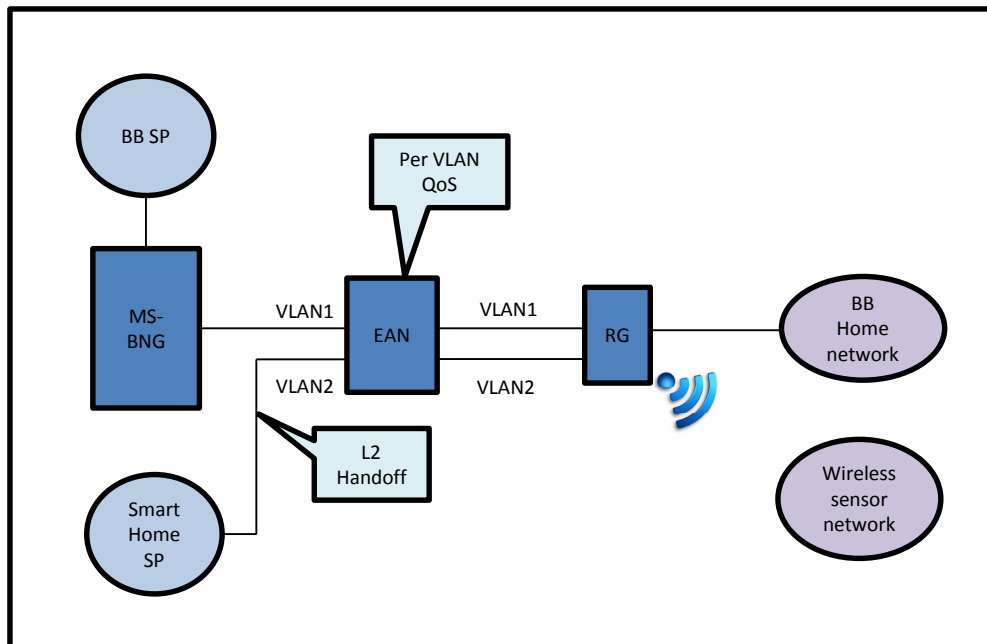 BB SP
Per VLAN
QoS
MS-
BNG
VLAN1
EAN
VLAN1
RG
BB
Home
network
VLAN2
VLAN2
L2
Handoff
Smart
Home
SP
Wireless
sensor
network